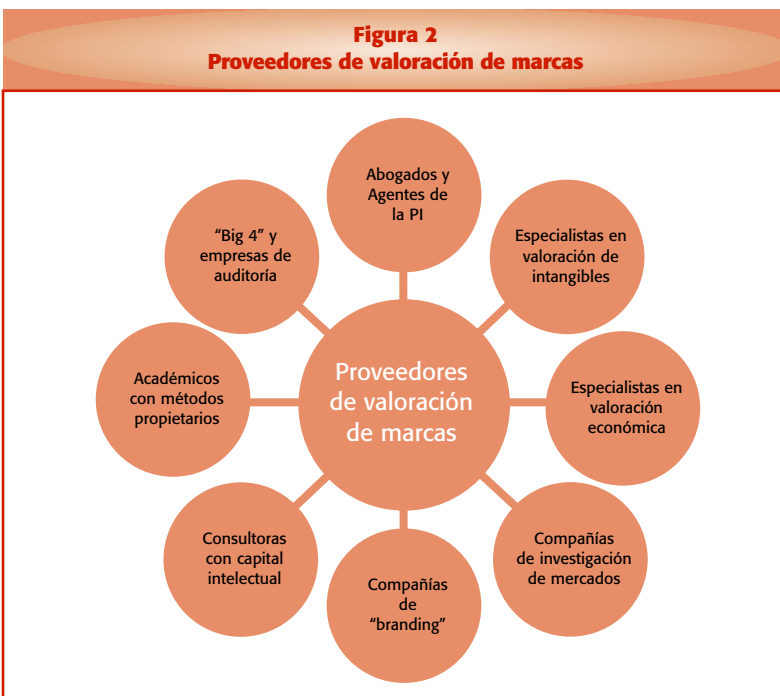 Figura 2
Proveedores de valoración de marcas
Abogados y
Agentes de
la PI
Especialistas en
valoración de
intangibles
Especialistas en
valoración
económica
Compañías
de investigación
de mercados
Compañías
de
"branding"
Consultoras
con capital
intelectual
Académicos
con métodos
propietarios
"Big 4" y
empresas de
auditoría
Proveedores
de valoración
de marcas